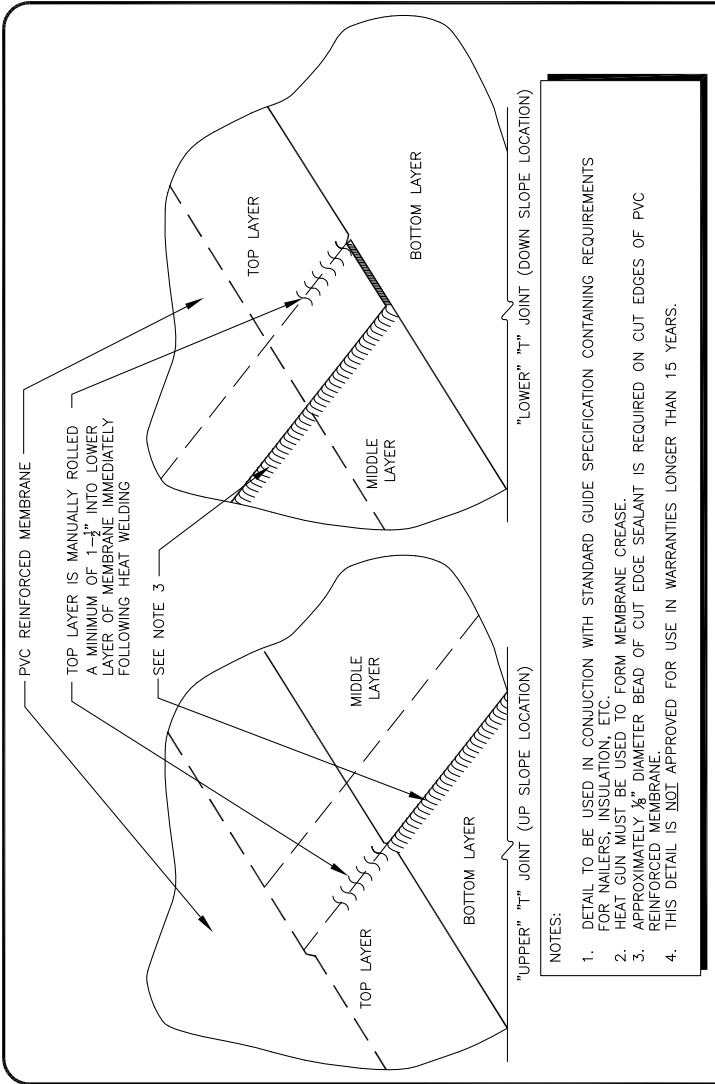 PVC REINFORCED MEMBRANE
TOP LAYER IS MANUALLY ROLLED
A MINIMUM OF 1-½" INTO LOWER
LAYER OF MEMBRANE IMMEDIATELY
FOLLOWING HEAT WELDING
SEE NOTE 3
TOP LAYER
MIDDLE
LAYER
BOTTOM LAYER
"UPPER" "T" JOINT (UP SLOPE LOCATION)
TOP LAYER
MIDDLE
LAYER
BOTTOM LAYER
"LOWER" "T" JOINT (DOWN SLOPE LOCATION)
NOTES:
1. DETAIL TO BE USED IN CONJUCTION WITH STANDARD GUIDE SPECIFICATION CONTAINING REQUIREMENTS
FOR NAILERS, INSULATION, ETC.
2. HEAT GUN MUST BE USED TO FORM MEMBRANE CREASE.
3. APPROXIMATELY ⅛" DIAMETER BEAD OF CUT EDGE SEALANT IS REQUIRED ON CUT EDGES OF PVC
REINFORCED MEMBRANE.
4. THIS DETAIL IS NOT APPROVED FOR USE IN WARRANTIES LONGER THAN 15 YEARS.